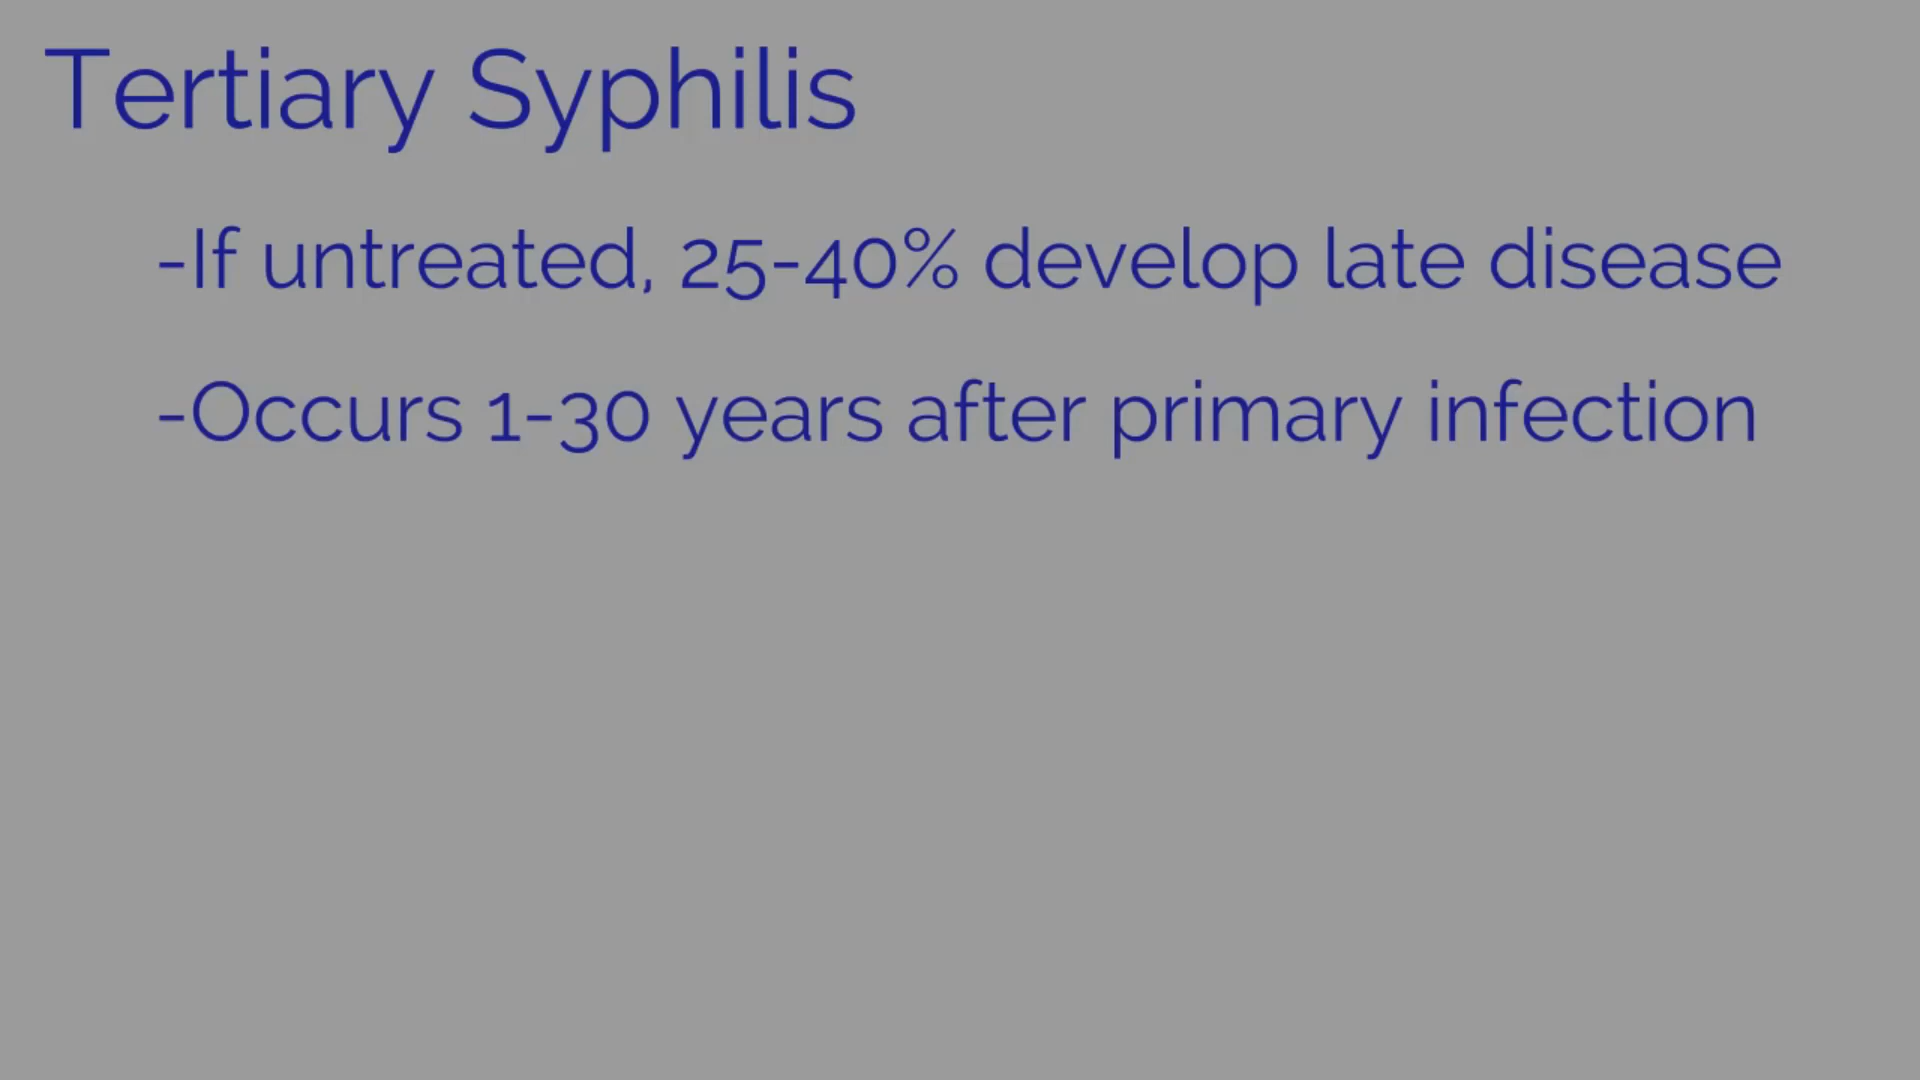 Tertiary Syphilis
-If untreated, 25-40% develop late disease
-Occurs 1-30 years after primary infection